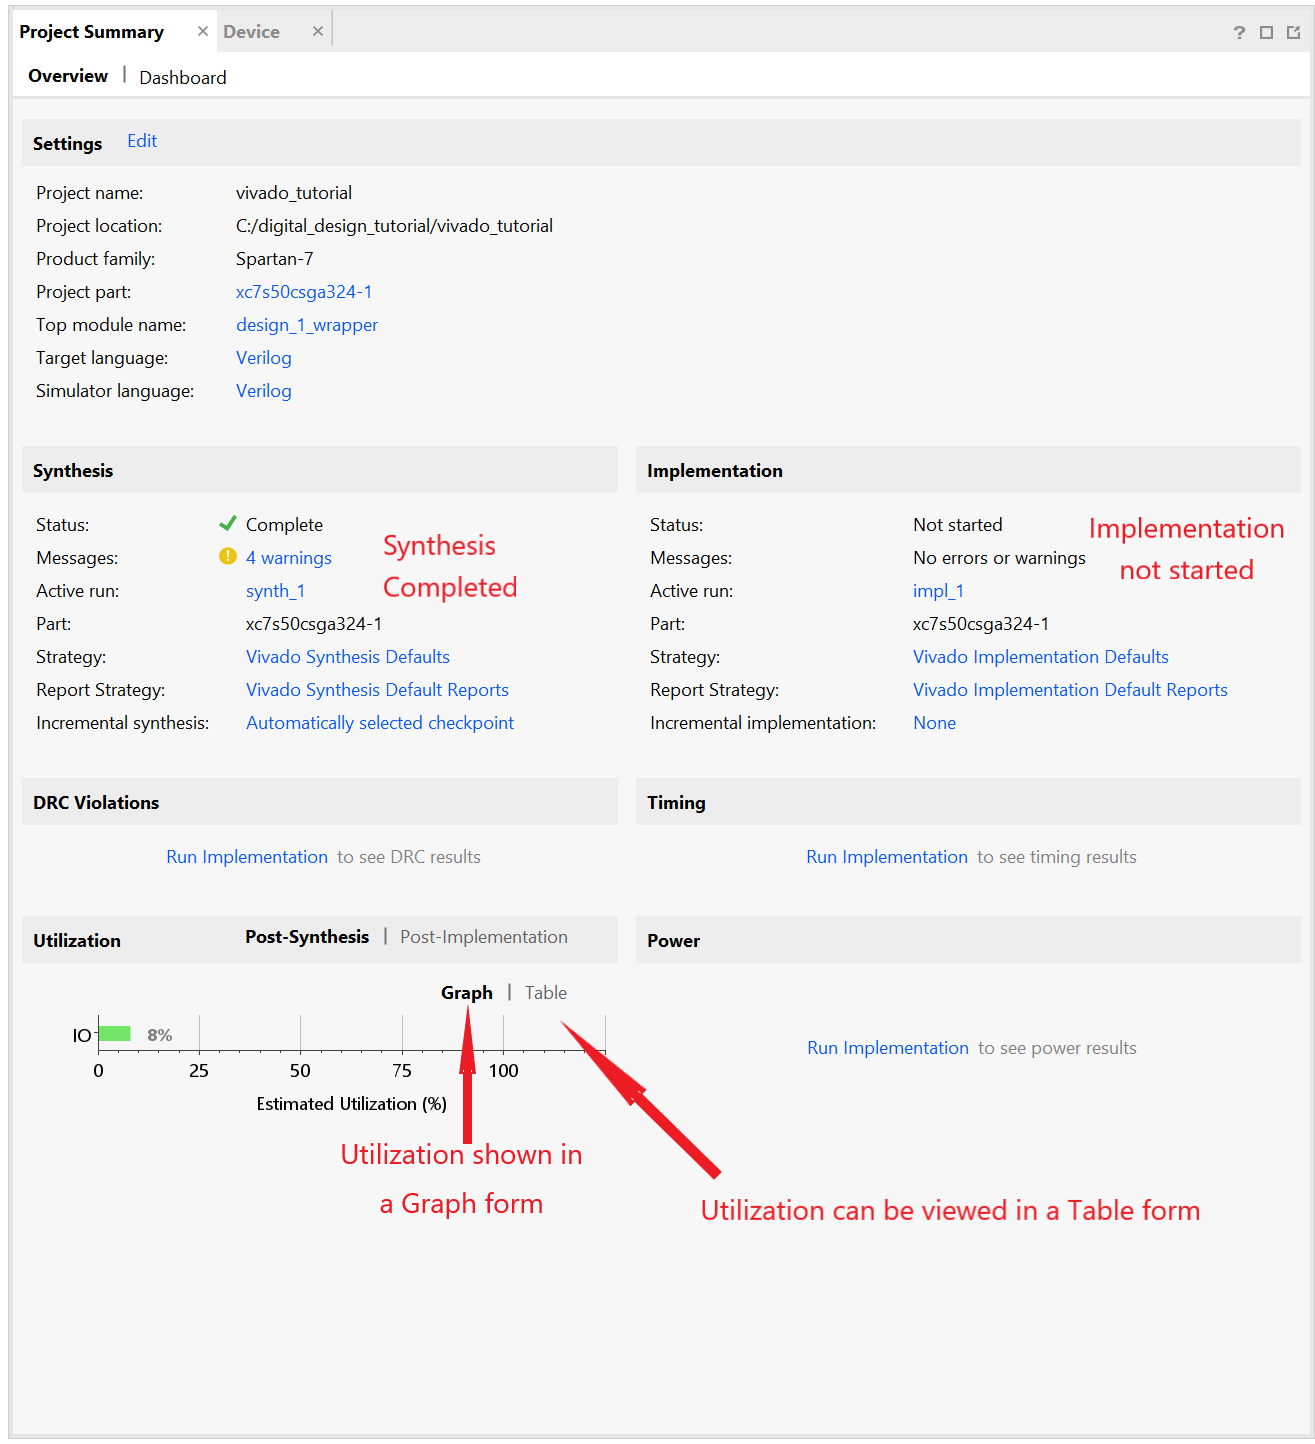 Project Summary × Device × ?
Overview | Dashboard
Settings Edit
Project name: vivado_tutorial
Project location: C:/digital_design_tutorial/vivado_tutorial
Product family: Spartan-7
Project part: xc7s50csga324-1
Top module name: design_1_wrapper
Target language: Verilog
Simulator language: Verilog
Synthesis
Status: Complete
Messages: 4 warnings
Active run: synth_1
Part: xc7s50csga324-1
Strategy: Vivado Synthesis Defaults
Report Strategy: Vivado Synthesis Default Reports
Incremental synthesis: Automatically selected checkpoint
Synthesis
Completed
Implementation
Status: Not started
Messages: No errors or warnings
Active run: impl_1
Part: xc7s50csga324-1
Strategy: Vivado Implementation Defaults
Report Strategy: Vivado Implementation Default Reports
Incremental implementation: None
Implementation
not started
DRC Violations
Run Implementation to see DRC results
Timing
Run Implementation to see timing results
Utilization Post-Synthesis | Post-Implementation
Graph | Table
IO 8%
0 25 50 75 100
Estimated Utilization (%)
Utilization shown in
a Graph form
Power
Run Implementation to see power results
Utilization can be viewed in a Table form